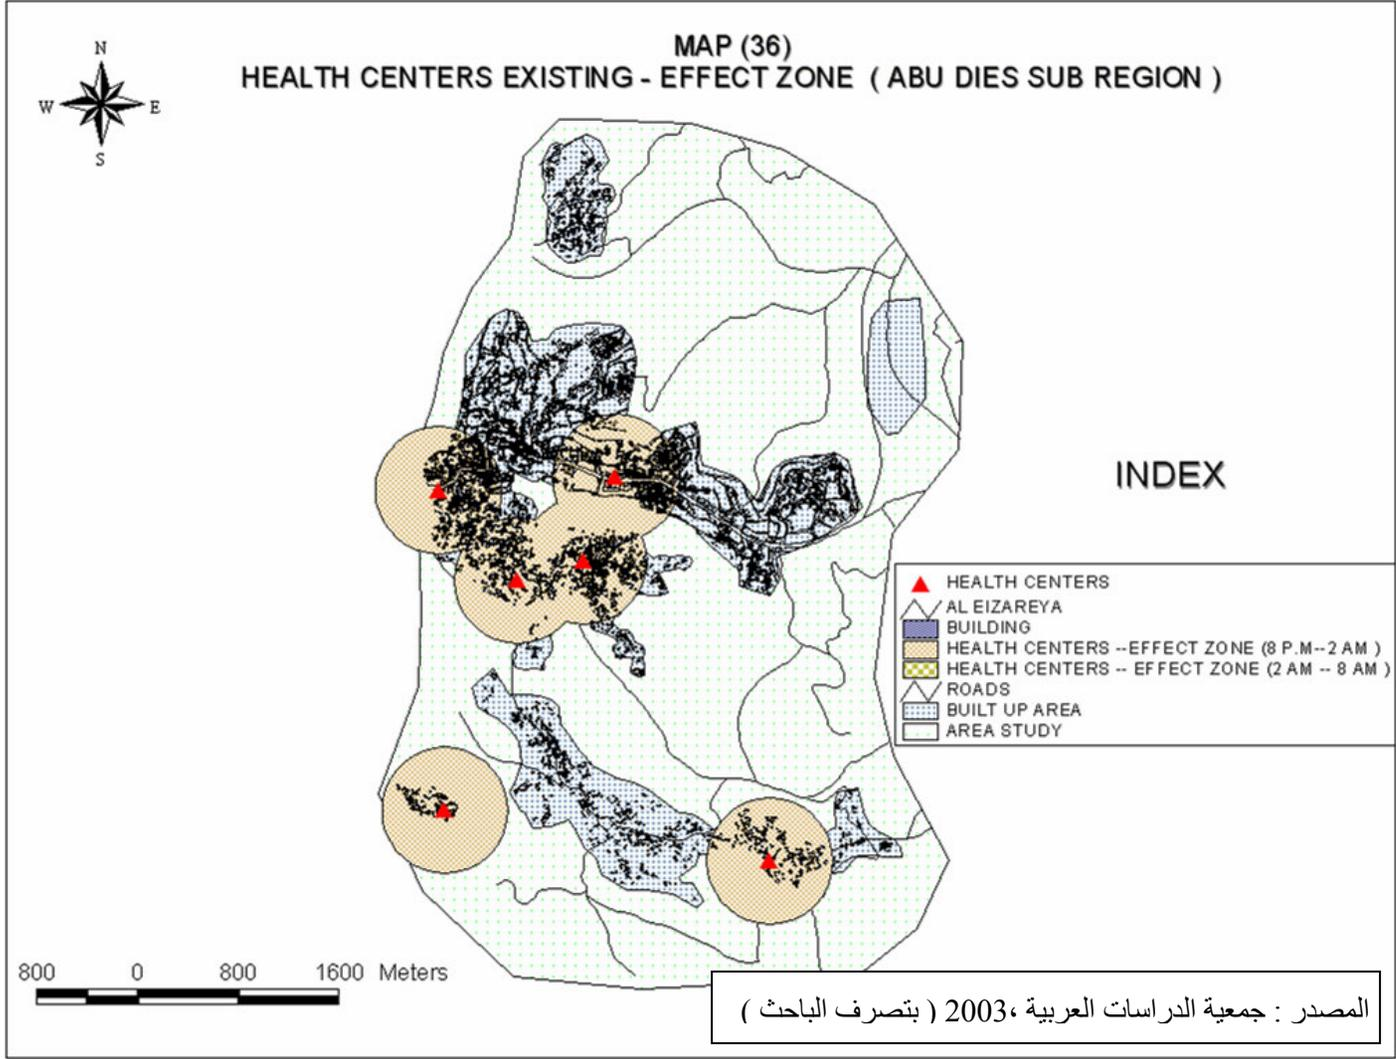 MAP (36)
HEALTH CENTERS EXISTING - EFFECT ZONE ( ABU DIES SUB REGION )
N
W E
S
INDEX
HEALTH CENTERS
AL EIZAREYA
BUILDING
HEALTH CENTERS --EFFECT ZONE (8 P.M--2 AM )
HEALTH CENTERS -- EFFECT ZONE (2 AM -- 8 AM )
ROADS
BUILT UP AREA
AREA STUDY
800 0 800 1600 Meters
المصدر : جمعية الدراسات العربية ،2003 ( بتصرف الباحث )